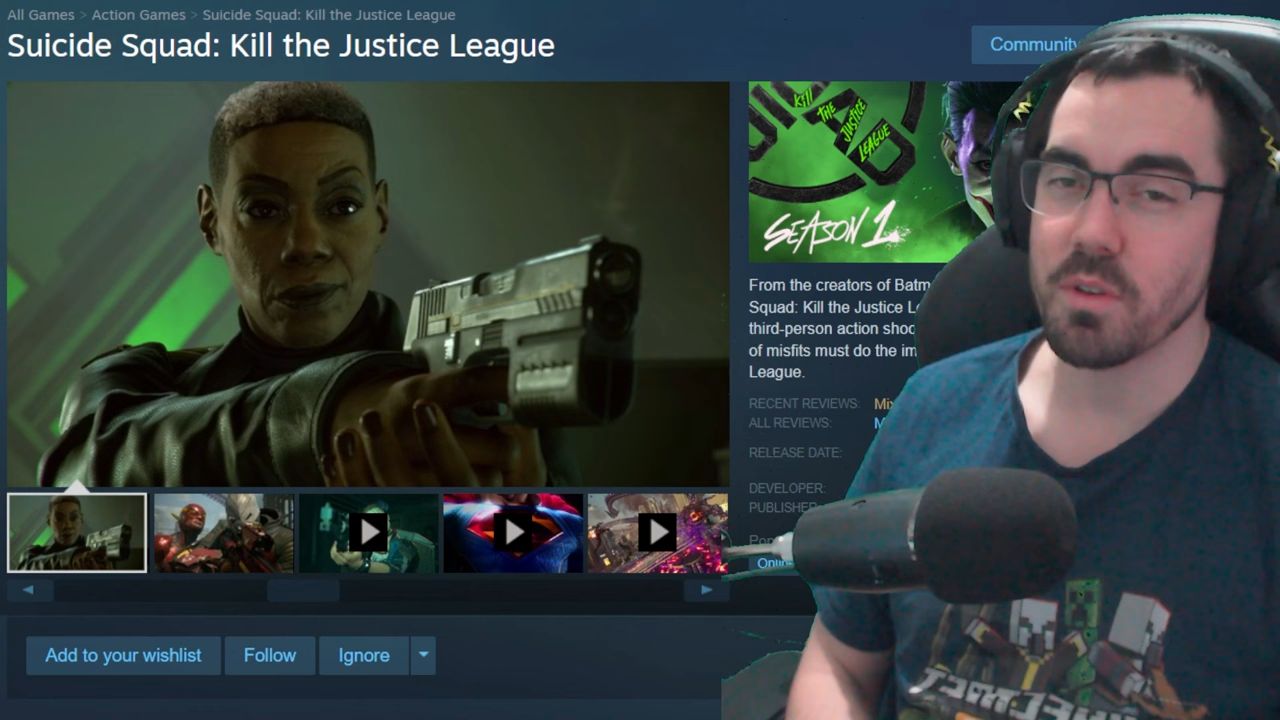 All Games > Action Games > Suicide Squad: Kill the Justice League
Suicide Squad: Kill the Justice League
Community
KILL
THE
JUSTICE
LEAGUE
SEASON 1
From the creators of Batm
Squad: Kill the Justice Le
third-person action shoo
of misfits must do the im
League.
RECENT REVIEWS: Mix
ALL REVIEWS: M
RELEASE DATE:
DEVELOPER:
PUBLISHER
Pop
Onlin
Add to your wishlist
Follow
Ignore